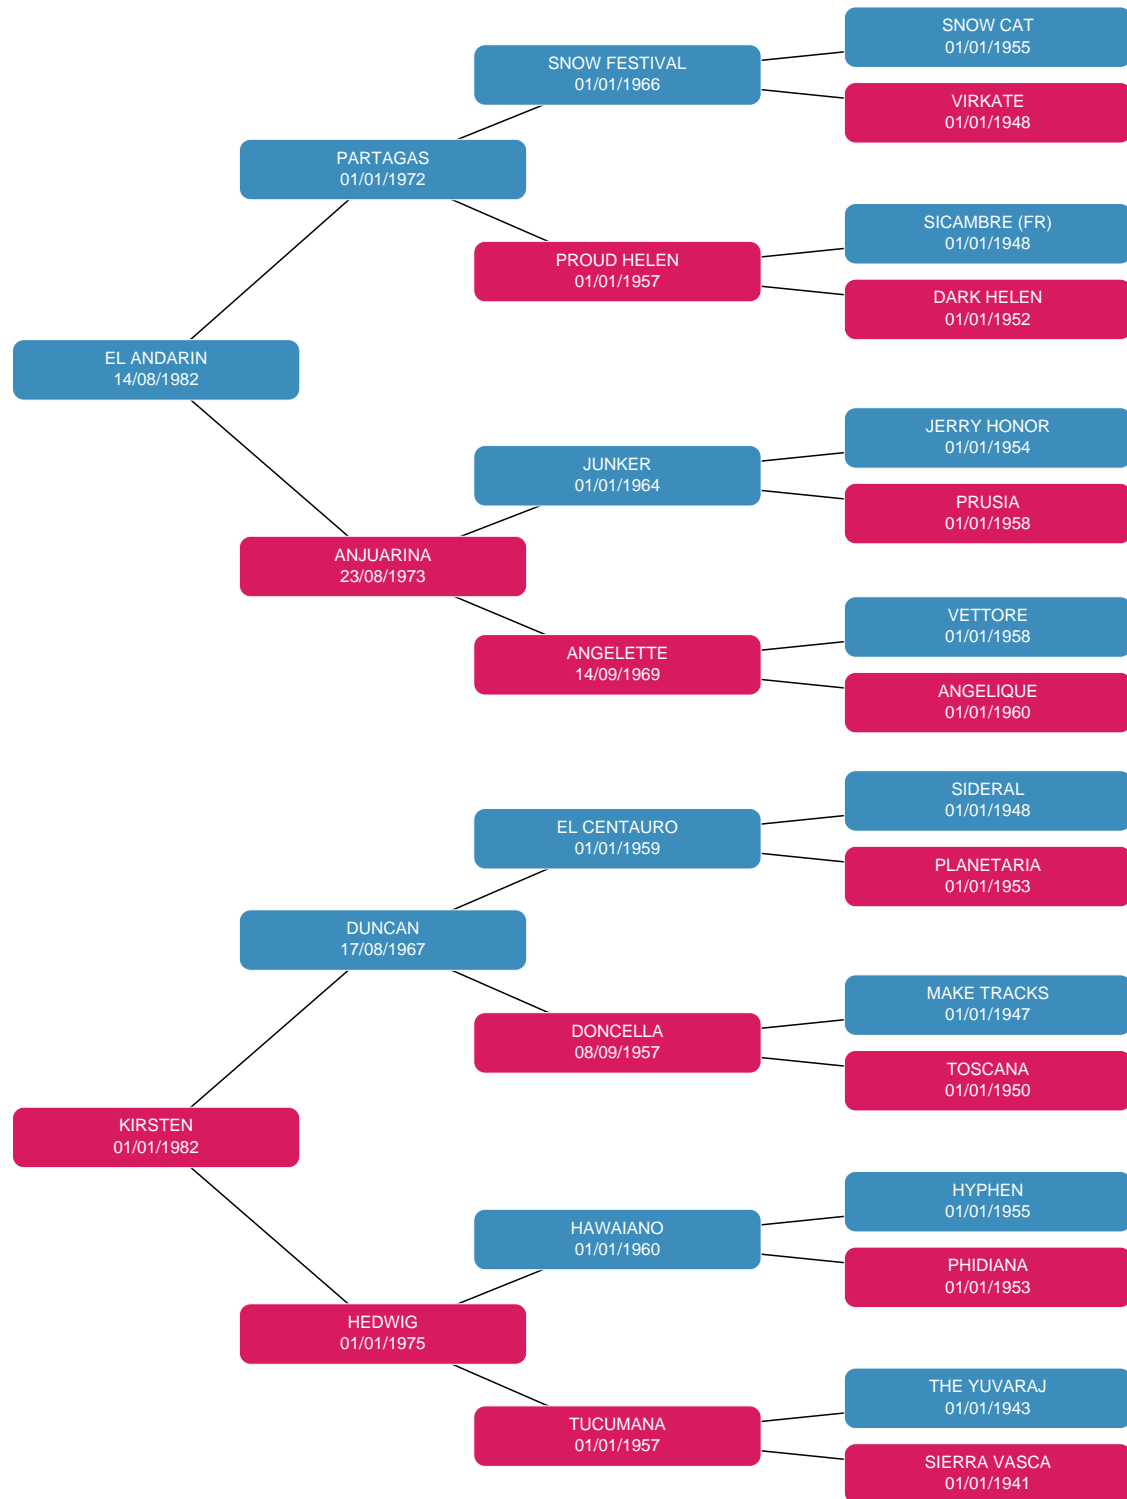 SNOW CAT
01/01/1955
SNOW FESTIVAL
01/01/1966
VIRKATE
01/01/1948
PARTAGAS
01/01/1972
SICAMBRE (FR)
01/01/1948
PROUD HELEN
01/01/1957
DARK HELEN
01/01/1952
EL ANDARIN
14/08/1982
JERRY HONOR
01/01/1954
JUNKER
01/01/1964
PRUSIA
01/01/1958
ANJUARINA
23/08/1973
VETTORE
01/01/1958
ANGELETTE
14/09/1969
ANGELIQUE
01/01/1960
SIDERAL
01/01/1948
EL CENTAURO
01/01/1959
PLANETARIA
01/01/1953
DUNCAN
17/08/1967
MAKE TRACKS
01/01/1947
DONCELLA
08/09/1957
TOSCANA
01/01/1950
KIRSTEN
01/01/1982
HYPHEN
01/01/1955
HAWAIANO
01/01/1960
PHIDIANA
01/01/1953
HEDWIG
01/01/1975
THE YUVARAJ
01/01/1943
TUCUMANA
01/01/1957
SIERRA VASCA
01/01/1941